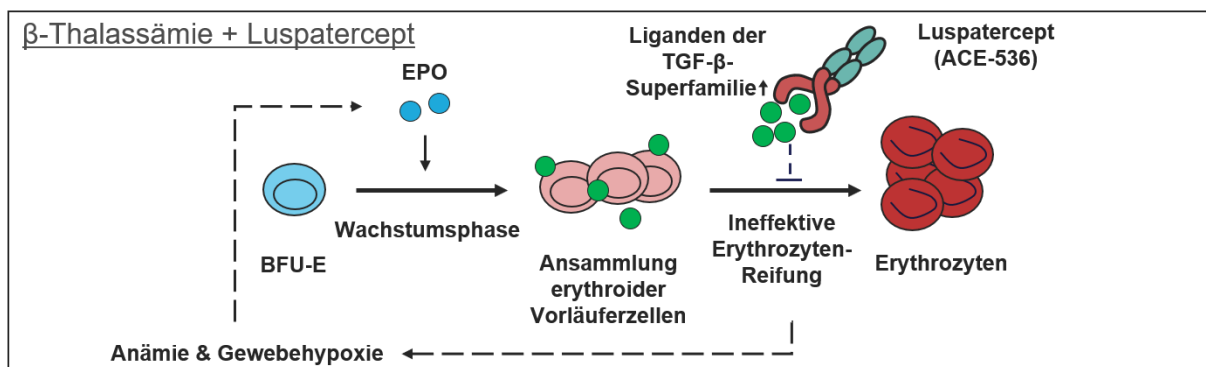 β-Thalassämie + Luspatercept
EPO
Liganden der
TGF-β-
Superfamilie
Luspatercept
(ACE-536)
BFU-E
Wachstumsphase
Ansammlung
erythroider
Vorläuferzellen
Ineffektive
Erythrozyten-
Reifung
Erythrozyten
Anämie & Gewebehypoxie